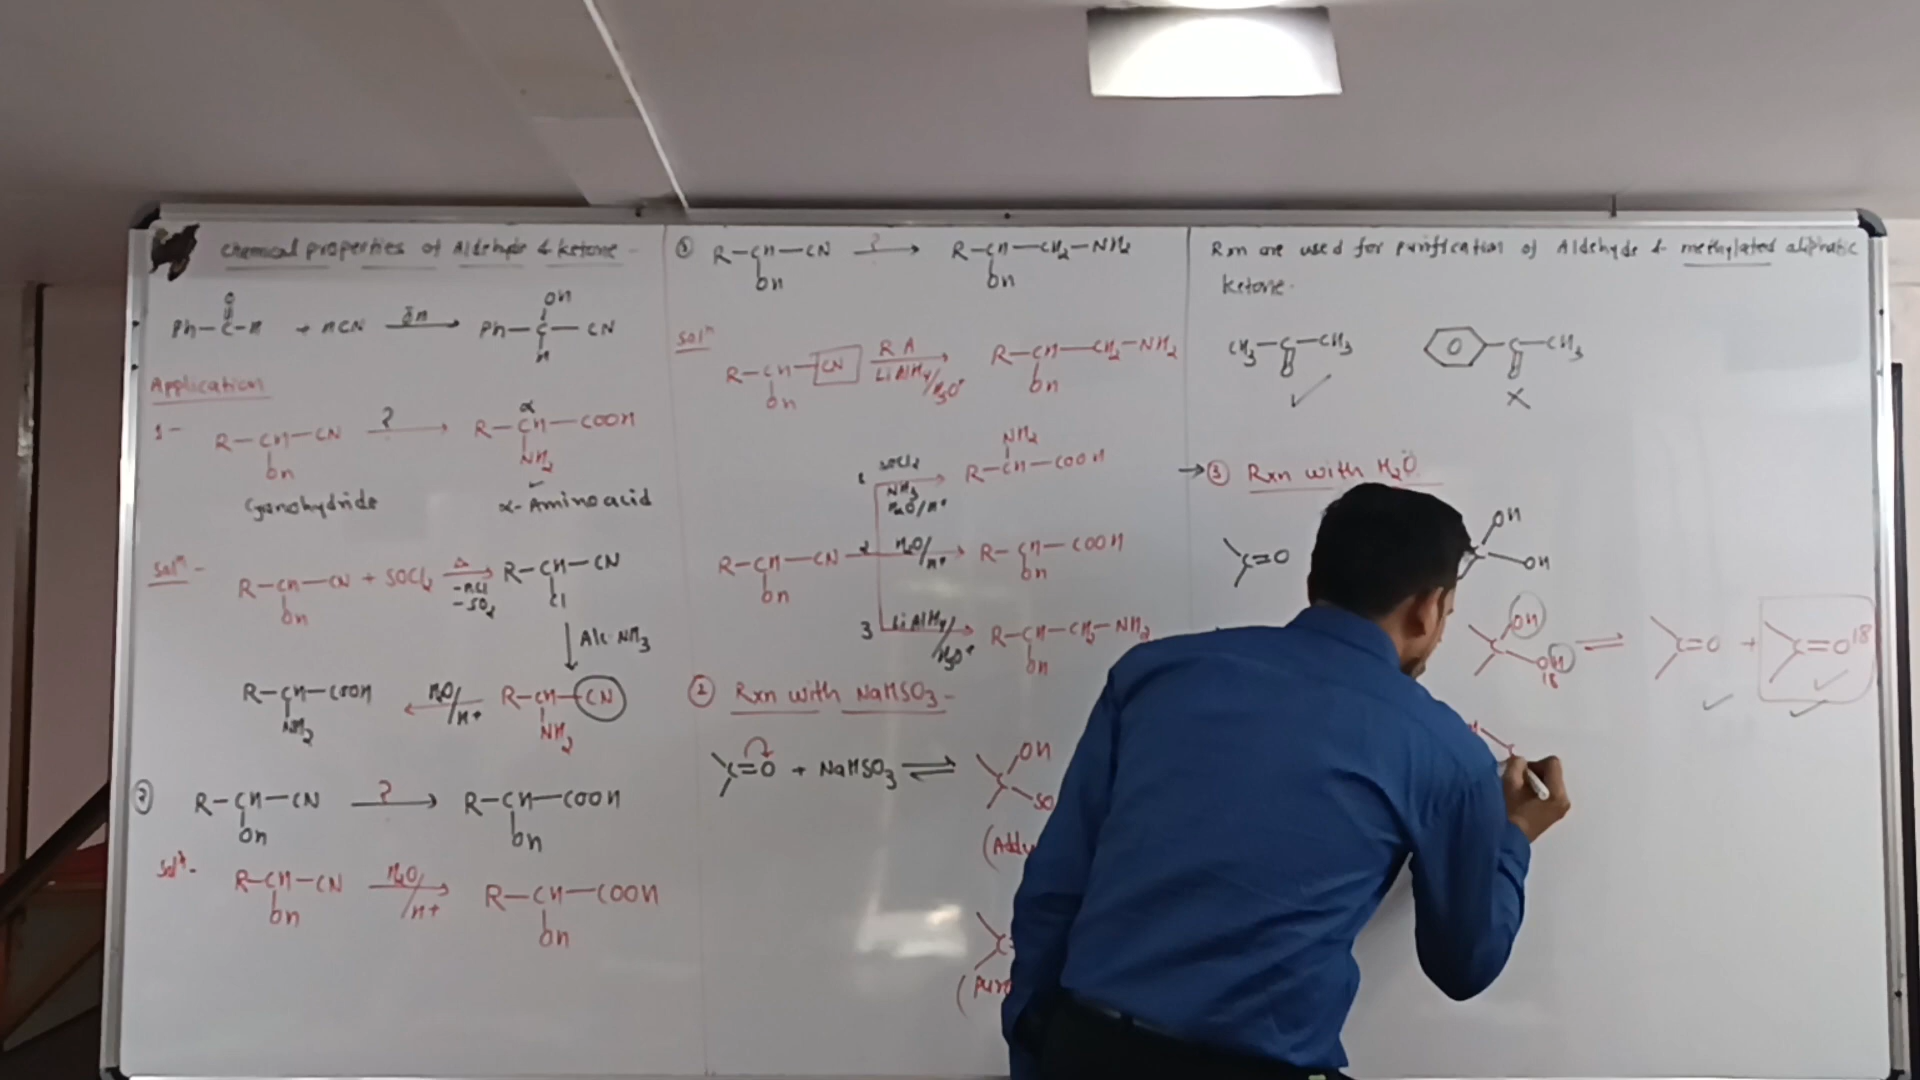 Chemical properties of Aldehyde & ketone -
O
Ph-C-H + HCN ŌH → Ph-C-CN
OH
H
Application
1- R-CH-CN ? → R-CH-COOH
OH
α
NH2
Cyanohydride
α-Amino acid
Solⁿ - R-CH-CN + SOCl2 Δ → R-CH-CN
OH
-HCl
-SO2
Cl
↓ Alc NH3
R-CH-COOH ← H2O/H+ R-CH-CN
NH2
NH2
② R-CH-CN ? → R-CH-COOH
OH
OH
Solⁿ- R-CH-CN H2O/H+ → R-CH-COOH
OH
OH
③ R-CH-CN ? → R-CH-CH2-NH2
OH
OH
Solⁿ
R-CH-CN RA → R-CH-CH2-NH2
OH
LiAlH4/H3O+
OH
R-CH-CN
OH
1 SOCl2 → R-CH-COOH
NH3
H2O/H+
NH2
2 H2O/H+ → R-CH-COOH
OH
3 LiAlH4/H3O+ → R-CH-CH2-NH2
OH
② Rxn with NaHSO3 -
C=O + NaHSO3 ⇌ C
OH
SO
Rxn are used for purification of Aldehyde & methylated aliphatic
ketone -
CH3-C-CH3
O
✓
O
C-CH3
O
X
→ ③ Rxn with H2O
C=O
OH
OH
OH
OH
18
⇌ C=O + C=O18
✓ ✓ ✓